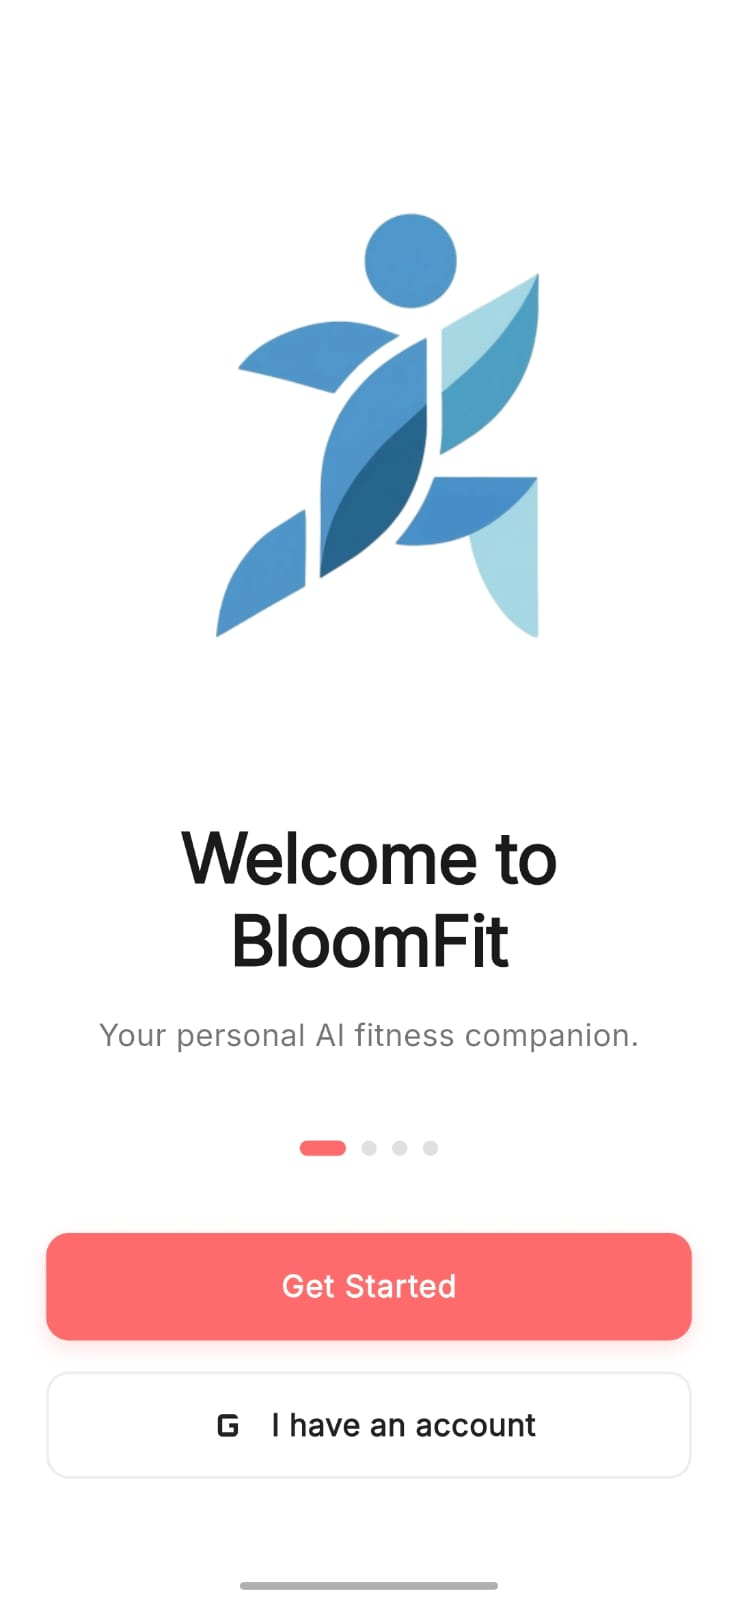 Welcome to
BloomFit
Your personal AI fitness companion.
Get Started
G I have an account